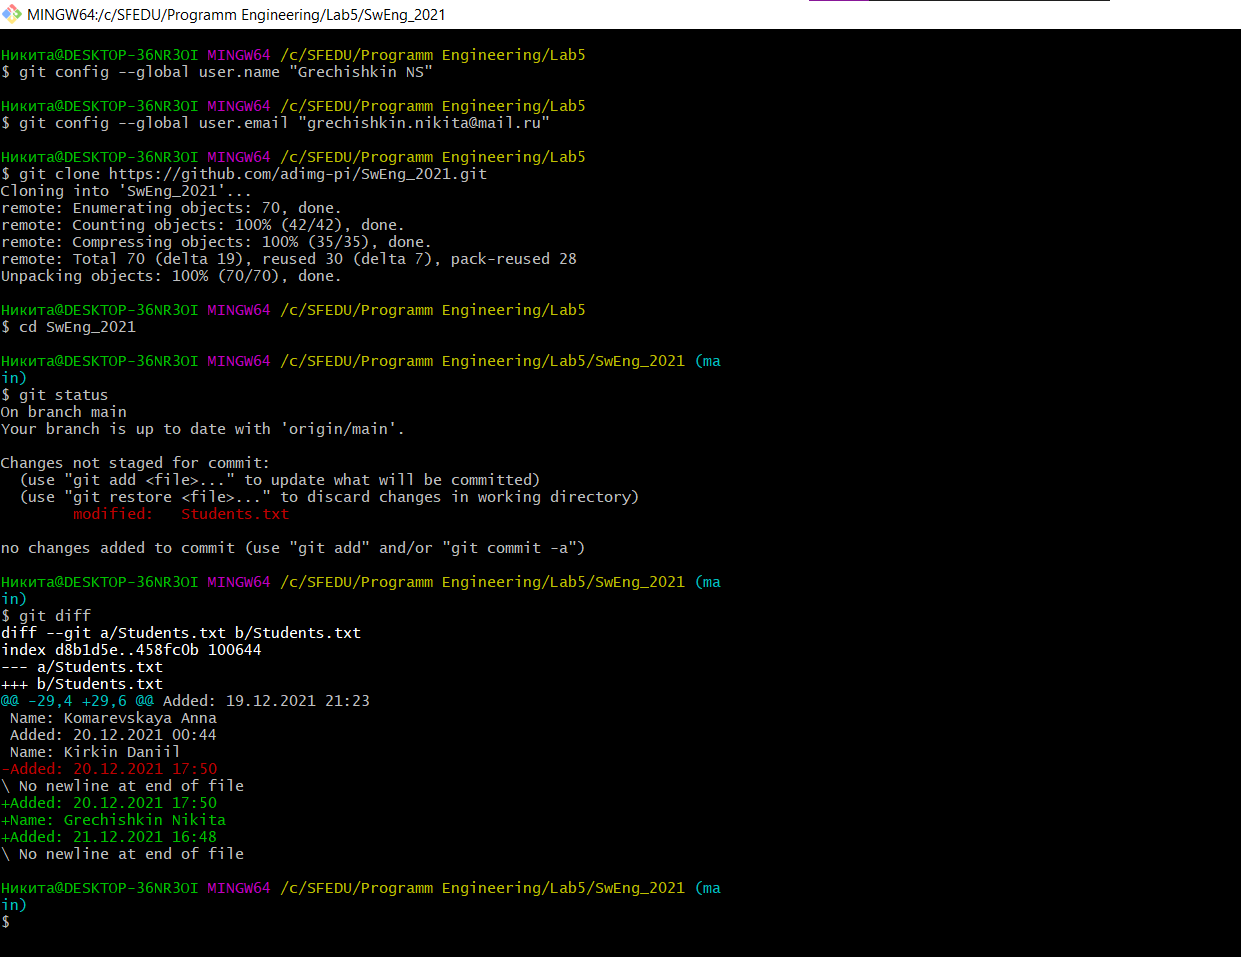 MINGW64:/c/SFEDU/Programm Engineering/Lab5/SwEng_2021
Никита@DESKTOP-36NR3OI MINGW64 /c/SFEDU/Programm Engineering/Lab5
$ git config --global user.name "Grechishkin NS"
Никита@DESKTOP-36NR3OI MINGW64 /c/SFEDU/Programm Engineering/Lab5
$ git config --global user.email "grechishkin.nikita@mail.ru"
Никита@DESKTOP-36NR3OI MINGW64 /c/SFEDU/Programm Engineering/Lab5
$ git clone https://github.com/adimg-pi/SwEng_2021.git
Cloning into 'SwEng_2021'...
remote: Enumerating objects: 70, done.
remote: Counting objects: 100% (42/42), done.
remote: Compressing objects: 100% (35/35), done.
remote: Total 70 (delta 19), reused 30 (delta 7), pack-reused 28
Unpacking objects: 100% (70/70), done.
Никита@DESKTOP-36NR3OI MINGW64 /c/SFEDU/Programm Engineering/Lab5
$ cd SwEng_2021
Никита@DESKTOP-36NR3OI MINGW64 /c/SFEDU/Programm Engineering/Lab5/SwEng_2021 (ma
in)
$ git status
On branch main
Your branch is up to date with 'origin/main'.
Changes not staged for commit:
  (use "git add <file>..." to update what will be committed)
  (use "git restore <file>..." to discard changes in working directory)
        modified:   Students.txt
no changes added to commit (use "git add" and/or "git commit -a")
Никита@DESKTOP-36NR3OI MINGW64 /c/SFEDU/Programm Engineering/Lab5/SwEng_2021 (ma
in)
$ git diff
diff --git a/Students.txt b/Students.txt
index d8b1d5e..458fc0b 100644
--- a/Students.txt
+++ b/Students.txt
@@ -29,4 +29,6 @@ Added: 19.12.2021 21:23
 Name: Komarevskaya Anna
 Added: 20.12.2021 00:44
 Name: Kirkin Daniil
-Added: 20.12.2021 17:50
\ No newline at end of file
+Added: 20.12.2021 17:50
+Name: Grechishkin Nikita
+Added: 21.12.2021 16:48
\ No newline at end of file
Никита@DESKTOP-36NR3OI MINGW64 /c/SFEDU/Programm Engineering/Lab5/SwEng_2021 (ma
in)
$